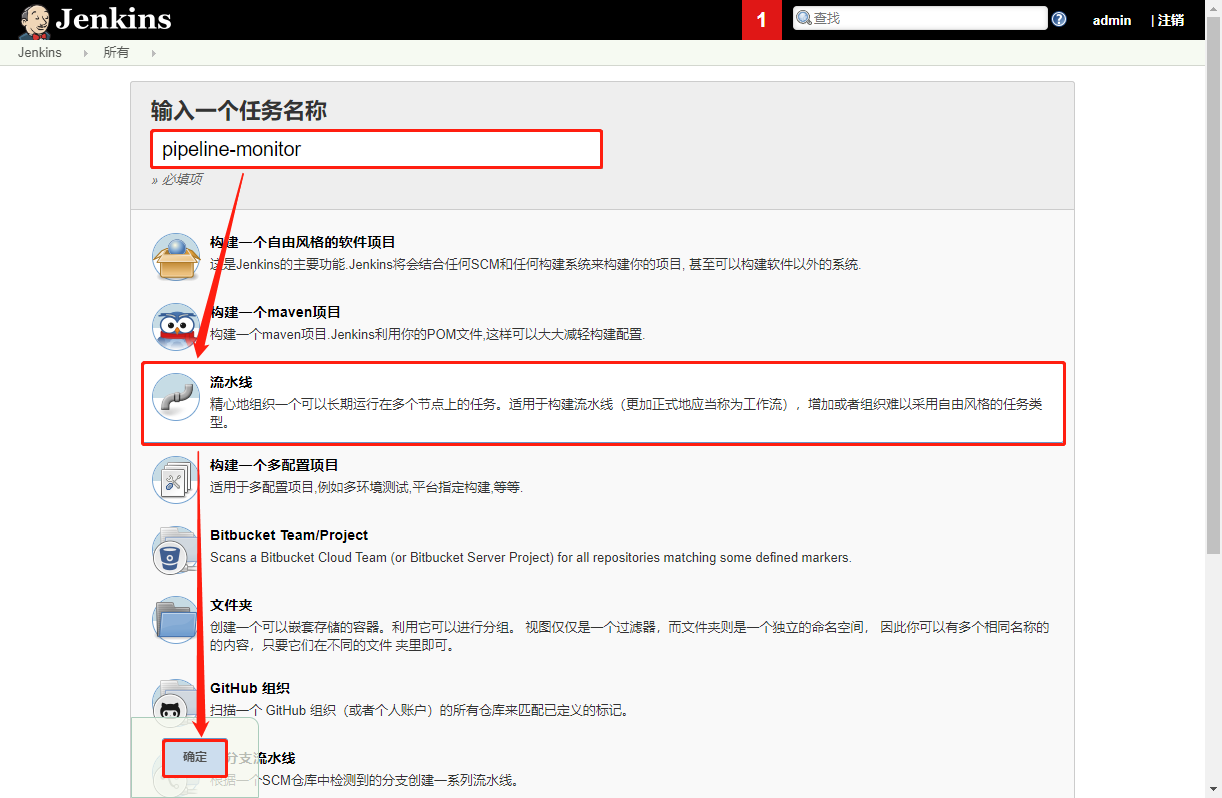 Jenkins
1
查找
admin
| 注销
Jenkins
所有
输入一个任务名称
pipeline-monitor
» 必填项
构建一个自由风格的软件项目
这是Jenkins的主要功能.Jenkins将会结合任何SCM和任何构建系统来构建你的项目, 甚至可以构建软件以外的系统.
构建一个maven项目
构建一个maven项目.Jenkins利用你的POM文件,这样可以大大减轻构建配置.
流水线
精心地组织一个可以长期运行在多个节点上的任务。适用于构建流水线（更加正式地应当称为工作流），增加或者组织难以采用自由风格的任务类
型。
构建一个多配置项目
适用于多配置项目,例如多环境测试,平台指定构建,等等.
Bitbucket Team/Project
Scans a Bitbucket Cloud Team (or Bitbucket Server Project) for all repositories matching some defined markers.
文件夹
创建一个可以嵌套存储的容器。利用它可以进行分组。 视图仅仅是一个过滤器，而文件夹则是一个独立的命名空间， 因此你可以有多个相同名称的
的内容，只要它们在不同的文件 夹里即可。
GitHub 组织
扫描一个 GitHub 组织（或者个人账户）的所有仓库来匹配已定义的标记。
确定
分支流水线
根据一个SCM仓库中检测到的分支创建一系列流水线。